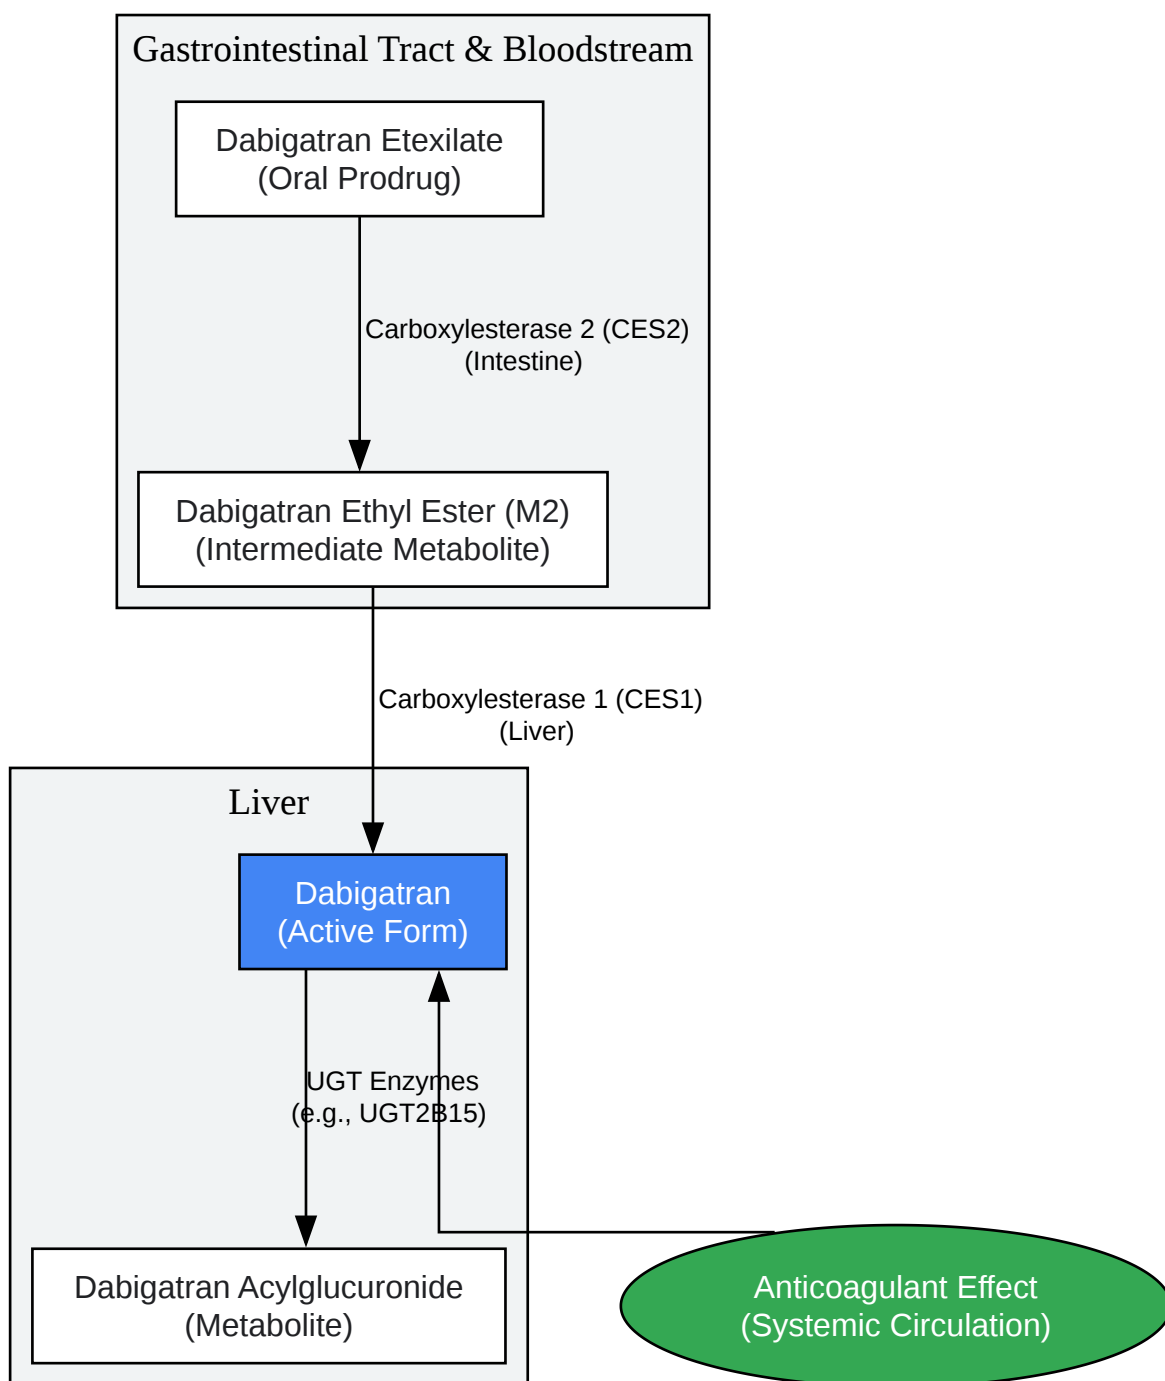 Gastrointestinal Tract & Bloodstream
Dabigatran Etexilate
(Oral Prodrug)
Carboxylesterase 2 (CES2)
(Intestine)
Dabigatran Ethyl Ester (M2)
(Intermediate Metabolite)
Carboxylesterase 1 (CES1)
(Liver)
Liver
Dabigatran
(Active Form)
UGT Enzymes
(e.g., UGT2B15)
Dabigatran Acylglucuronide
(Metabolite)
Anticoagulant Effect
(Systemic Circulation)